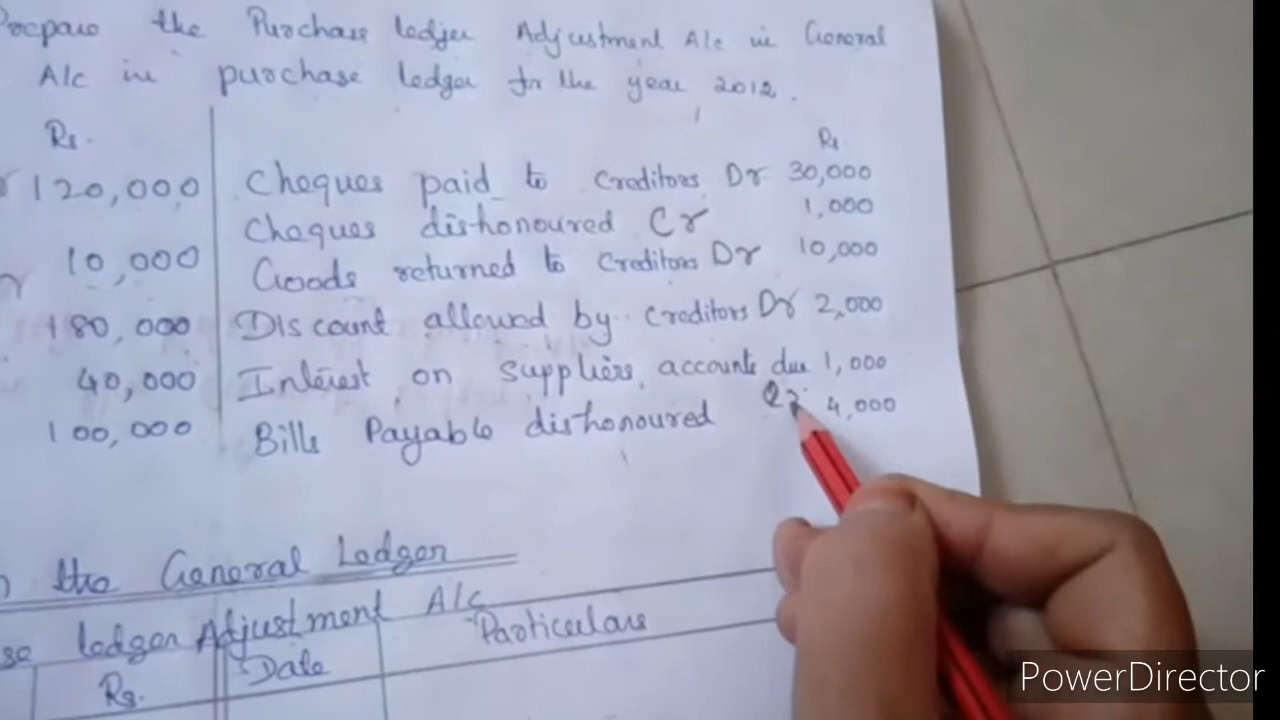 Prepare the Purchase ledjer Adjustment A/c in General
A/c in purchase ledger for the year 2012.
Rs.
Rs
120,000 Cheques paid to Creditors Dr 30,000
Cheques dishonoured Cr 1,000
10,000 Goods returned to Creditors Dr 10,000
180,000 Discount allowed by Creditors Dr 2,000
40,000 Interest on suppliers accounts due 1,000
100,000 Bills Payable dishonoured 4,000
the General Ledger
ledger Adjustment A/c
Rs. Date Particulars
PowerDirector